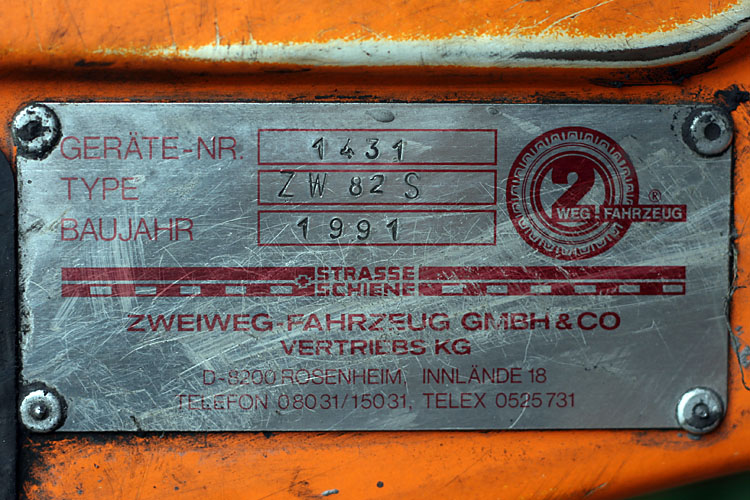 GERÄTE-NR. 1431
TYPE ZW 82 S
BAUJAHR 1991
2
WEG-FAHRZEUG
®
STRASSE
+SCHIENE
ZWEIWEG-FAHRZEUG GMBH & CO
VERTRIEBS KG
D-8200 ROSENHEIM, INNLÄNDE 18
TELEFON 08031/15031, TELEX 0525731